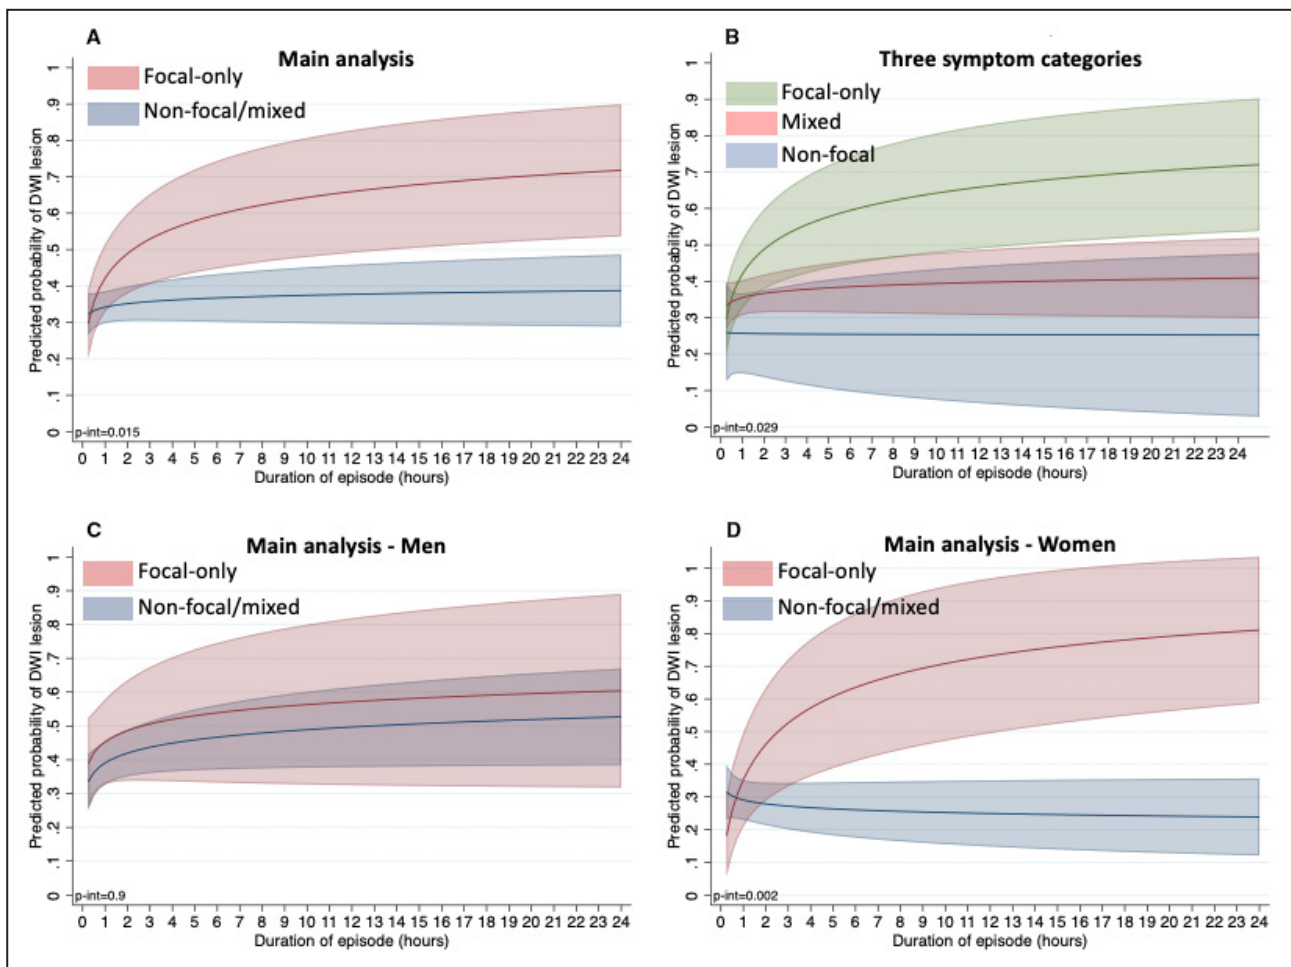 A
Main analysis
Focal-only
Non-focal/mixed
Predicted probability of DWI lesion
1
.9
.8
.7
.6
.5
.4
.3
.2
.1
0
p-int=0.015
0 1 2 3 4 5 6 7 8 9 10 11 12 13 14 15 16 17 18 19 20 21 22 23 24
Duration of episode (hours)
B
Three symptom categories
Focal-only
Mixed
Non-focal
Predicted probability of DWI lesion
1
.9
.8
.7
.6
.5
.4
.3
.2
.1
0
p-int=0.029
0 1 2 3 4 5 6 7 8 9 10 11 12 13 14 15 16 17 18 19 20 21 22 23 24
Duration of episode (hours)
C
Main analysis - Men
Focal-only
Non-focal/mixed
Predicted probability of DWI lesion
1
.9
.8
.7
.6
.5
.4
.3
.2
.1
0
p-int=0.9
0 1 2 3 4 5 6 7 8 9 10 11 12 13 14 15 16 17 18 19 20 21 22 23 24
Duration of episode (hours)
D
Main analysis - Women
Focal-only
Non-focal/mixed
Predicted probability of DWI lesion
1
.9
.8
.7
.6
.5
.4
.3
.2
.1
0
p-int=0.002
0 1 2 3 4 5 6 7 8 9 10 11 12 13 14 15 16 17 18 19 20 21 22 23 24
Duration of episode (hours)